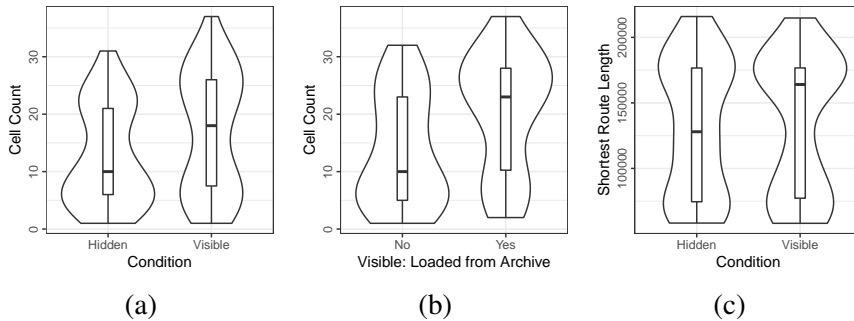 Cell Count
30
20
10
0
Hidden
Visible
Condition
(a)
Cell Count
30
20
10
0
No
Yes
Visible: Loaded from Archive
(b)
Shortest Route Length
200000
150000
100000
Hidden
Visible
Condition
(c)